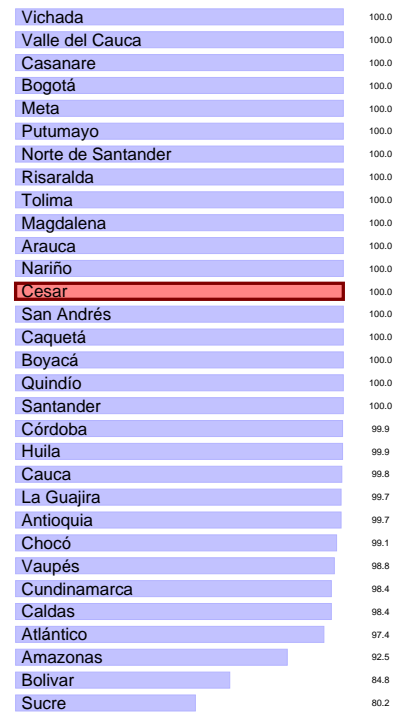 Vichada 100.0
Valle del Cauca 100.0
Casanare 100.0
Bogotá 100.0
Meta 100.0
Putumayo 100.0
Norte de Santander 100.0
Risaralda 100.0
Tolima 100.0
Magdalena 100.0
Arauca 100.0
Nariño 100.0
Cesar 100.0
San Andrés 100.0
Caquetá 100.0
Boyacá 100.0
Quindío 100.0
Santander 100.0
Córdoba 99.9
Huila 99.9
Cauca 99.8
La Guajira 99.7
Antioquia 99.7
Chocó 99.1
Vaupés 98.8
Cundinamarca 98.4
Caldas 98.4
Atlántico 97.4
Amazonas 92.5
Bolivar 84.8
Sucre 80.2